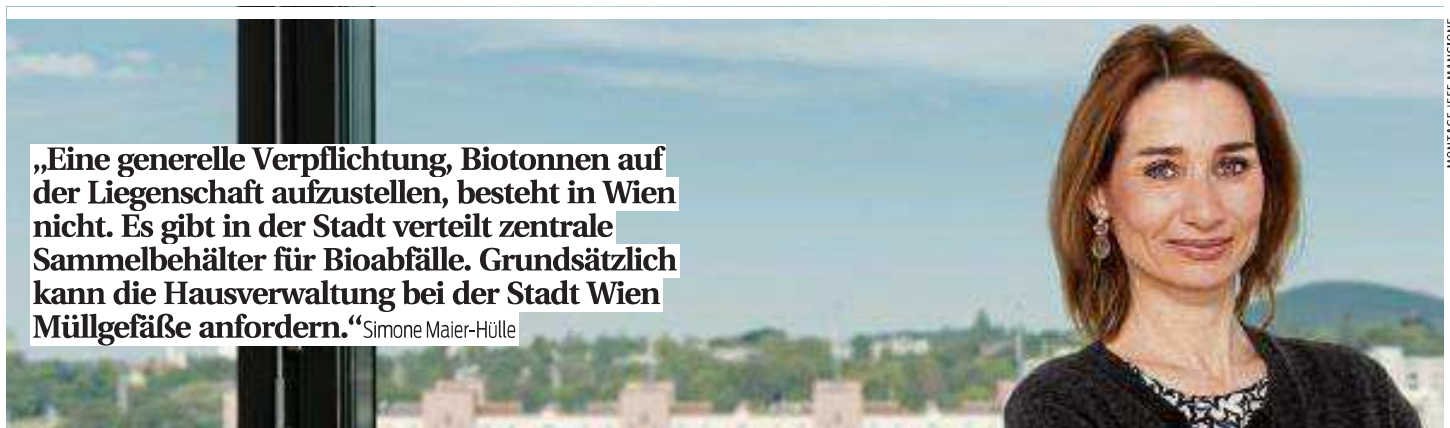 „Eine generelle Verpflichtung, Biotonnen auf
der Liegenschaft aufzustellen, besteht in Wien
nicht. Es gibt in der Stadt verteilt zentrale
Sammelbehälter für Bioabfälle. Grundsätzlich
kann die Hausverwaltung bei der Stadt Wien
Müllgefäße anfordern.“ Simone Maier-Hülle